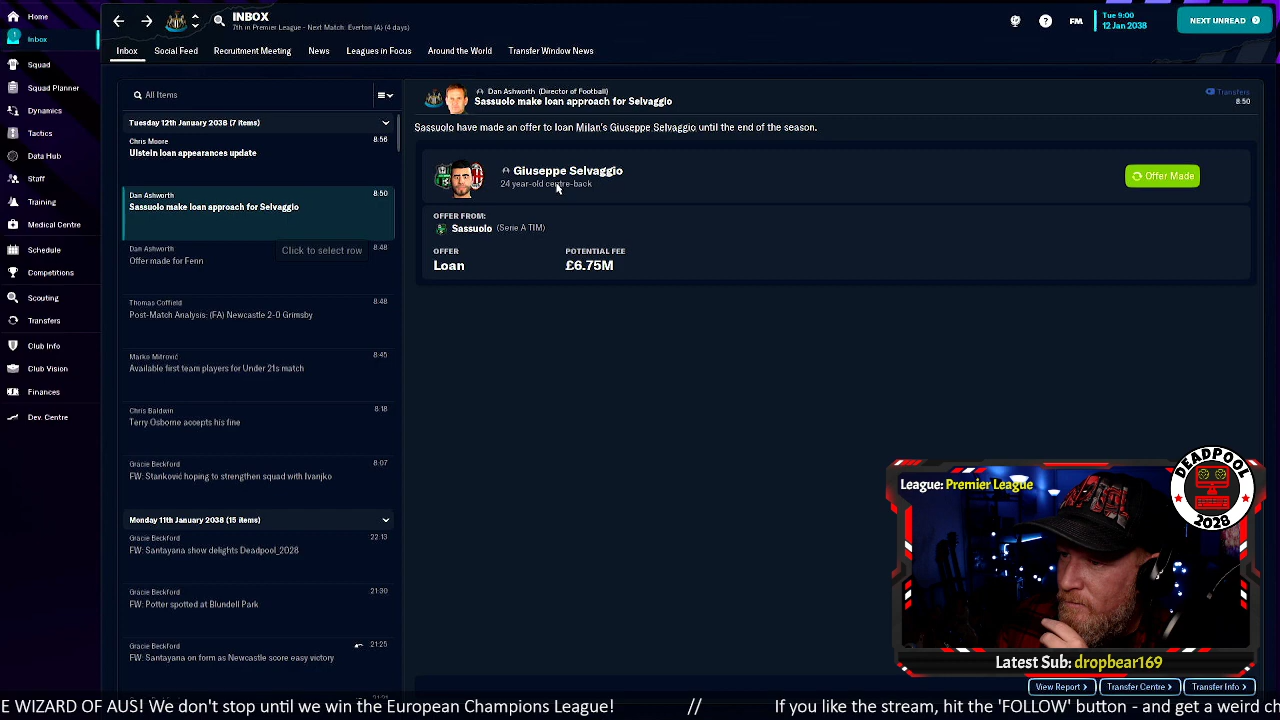 Home
Inbox
Squad
Squad Planner
Dynamics
Tactics
Data Hub
Staff
Training
Medical Centre
Schedule
Competitions
Scouting
Transfers
Club Info
Club Vision
Finances
Dev. Centre
INBOX
7th in Premier League - Next Match: Everton (A) (4 days)
FM
Tue 9:00
12 Jan 2038
NEXT UNREAD
Inbox Social Feed Recruitment Meeting News Leagues in Focus Around the World Transfer Window News
All Items
Tuesday 12th January 2038 (7 items)
Chris Moore 8:56
Ulstein loan appearances update
Dan Ashworth 8:50
Sassuolo make loan approach for Selvaggio
Dan Ashworth 8:48
Offer made for Fenn
Click to select row
Thomas Coffield 8:48
Post-Match Analysis: (FA) Newcastle 2-0 Grimsby
Marko Mitrović 8:45
Available first team players for Under 21s match
Chris Baldwin 8:18
Terry Osborne accepts his fine
Gracie Beckford 8:07
FW: Stanković hoping to strengthen squad with Ivanjko
Monday 11th January 2038 (15 items)
Gracie Beckford 22:13
FW: Santayana show delights Deadpool_2028
Gracie Beckford 21:30
FW: Potter spotted at Blundell Park
Gracie Beckford 21:25
FW: Santayana on form as Newcastle score easy victory
Dan Ashworth (Director of Football)
Sassuolo make loan approach for Selvaggio
Transfers
8:50
Sassuolo have made an offer to loan Milan's Giuseppe Selvaggio until the end of the season.
Giuseppe Selvaggio
24 year-old centre-back
Offer Made
OFFER FROM:
Sassuolo (Serie A TIM)
OFFER POTENTIAL FEE
Loan £6.75M
League: Premier League
DEADPOOL
2028
Latest Sub: dropbear169
View Report Transfer Centre Transfer Info
E WIZARD OF AUS! We don't stop until we win the European Champions League! // If you like the stream, hit the 'FOLLOW' button - and get a weird ch